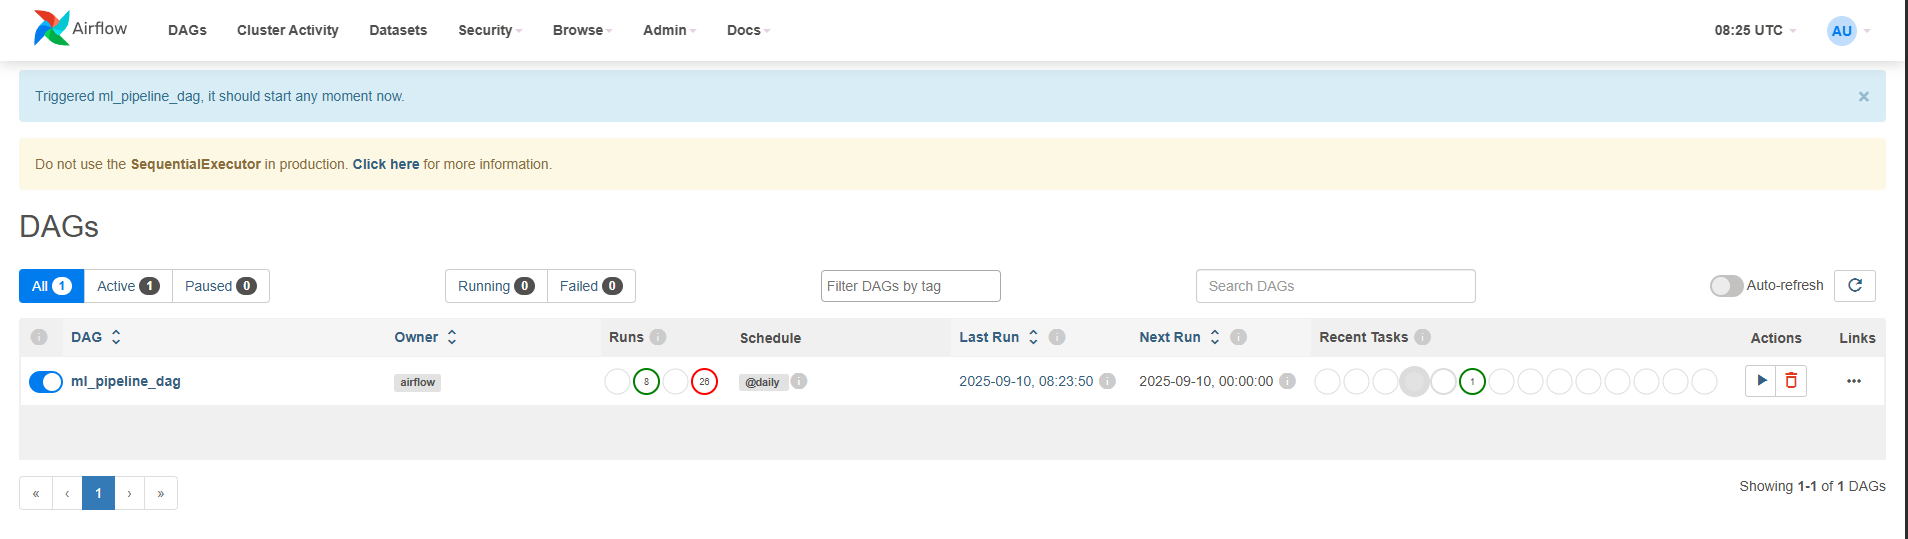 Airflow DAGs Cluster Activity Datasets Security Browse Admin Docs 08:25 UTC AU
Triggered ml_pipeline_dag, it should start any moment now. ×
Do not use the SequentialExecutor in production. Click here for more information.
DAGs
All 1 Active 1 Paused 0 Running 0 Failed 0 Filter DAGs by tag Search DAGs Auto-refresh
i DAG Owner Runs i Schedule Last Run i Next Run i Recent Tasks i Actions Links
ml_pipeline_dag airflow 8 26 @daily i 2025-09-10, 08:23:50 i 2025-09-10, 00:00:00 i 1 ...
« ‹ 1 › » Showing 1-1 of 1 DAGs